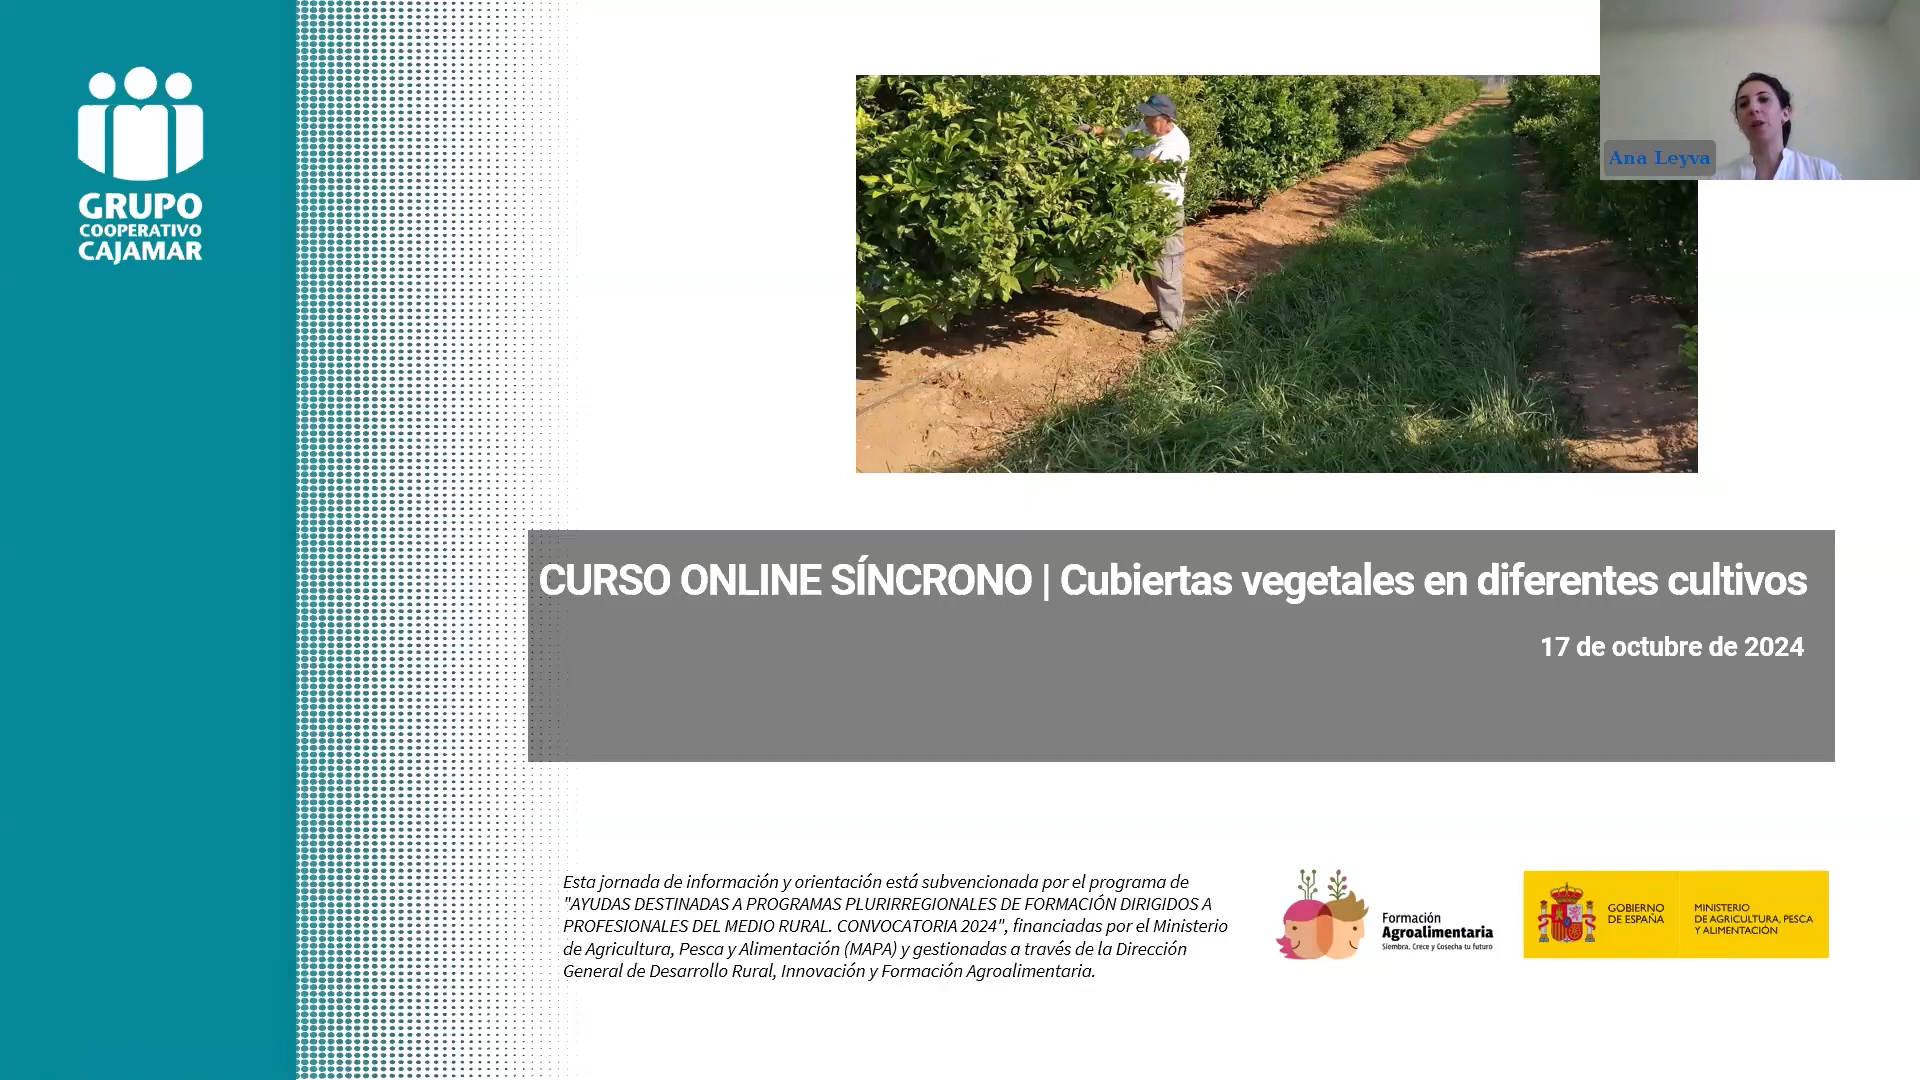 GRUPO
COOPERATIVO
CAJAMAR
Ana Leyva
CURSO ONLINE SÍNCRONO | Cubiertas vegetales en diferentes cultivos
17 de octubre de 2024
Esta jornada de información y orientación está subvencionada por el programa de
"AYUDAS DESTINADAS A PROGRAMAS PLURIRREGIONALES DE FORMACIÓN DIRIGIDOS A
PROFESIONALES DEL MEDIO RURAL. CONVOCATORIA 2024", financiadas por el Ministerio
de Agricultura, Pesca y Alimentación (MAPA) y gestionadas a través de la Dirección
General de Desarrollo Rural, Innovación y Formación Agroalimentaria.
Formación
Agroalimentaria
Siembra, Crece y Cosecha tu futuro
GOBIERNO
DE ESPAÑA
MINISTERIO
DE AGRICULTURA, PESCA
Y ALIMENTACIÓN